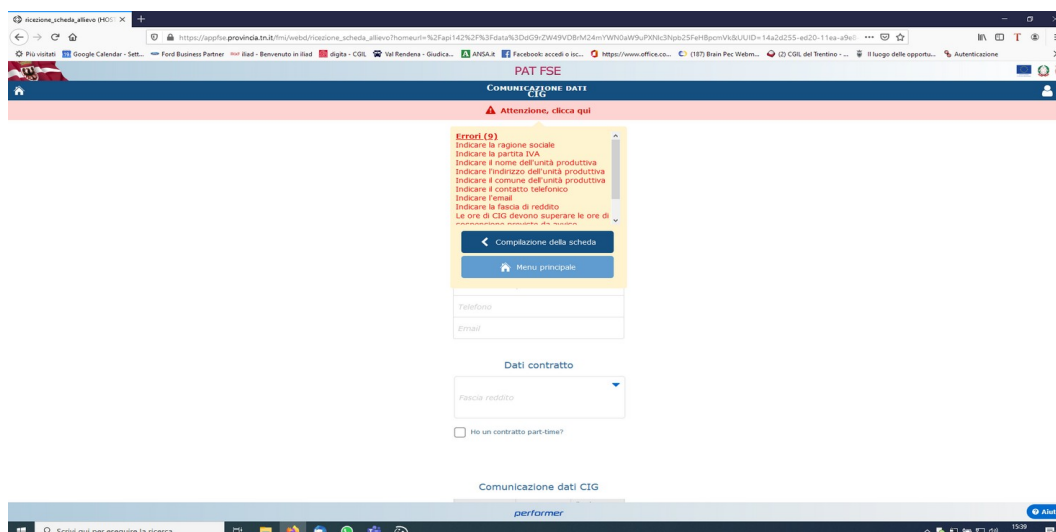 ricezione_scheda_allievo (HOST
https://appfse.provincia.tn.it/fmi/webd/ricezione_scheda_allievo?homeurl=%2Fapi142%2F%3Fdata%3DdG9rZW49VDBrM24mYWN0aW9uPXNlc3Npb25FeHBpcmVk&UUID=14a2d255-ed20-11ea-a9e
Più visitati Google Calendar - Sett... Ford Business Partner iliad - Benvenuto in iliad digita - CGIL Val Rendena - Giudica... ANSA.it Facebook: accedi o isc... https://www.office.co... (187) Brain Pec Webm... (2) CGIL del Trentino - ... Il luogo delle opportu... Autenticazione
PAT FSE
COMUNICAZIONE DATI
CIG
Attenzione, clicca qui
Errori (9)
Indicare la ragione sociale
Indicare la partita IVA
Indicare il nome dell'unità produttiva
Indicare l'indirizzo dell'unità produttiva
Indicare il comune dell'unità produttiva
Indicare il contatto telefonico
Indicare l'email
Indicare la fascia di reddito
Le ore di CIG devono superare le ore di
sospensione previste da avviso
Compilazione della scheda
Menu principale
Telefono
Email
Dati contratto
Fascia reddito
Ho un contratto part-time?
Comunicazione dati CIG
performer
Aiut
Scrivi qui per eseguire la ricerca
15:39